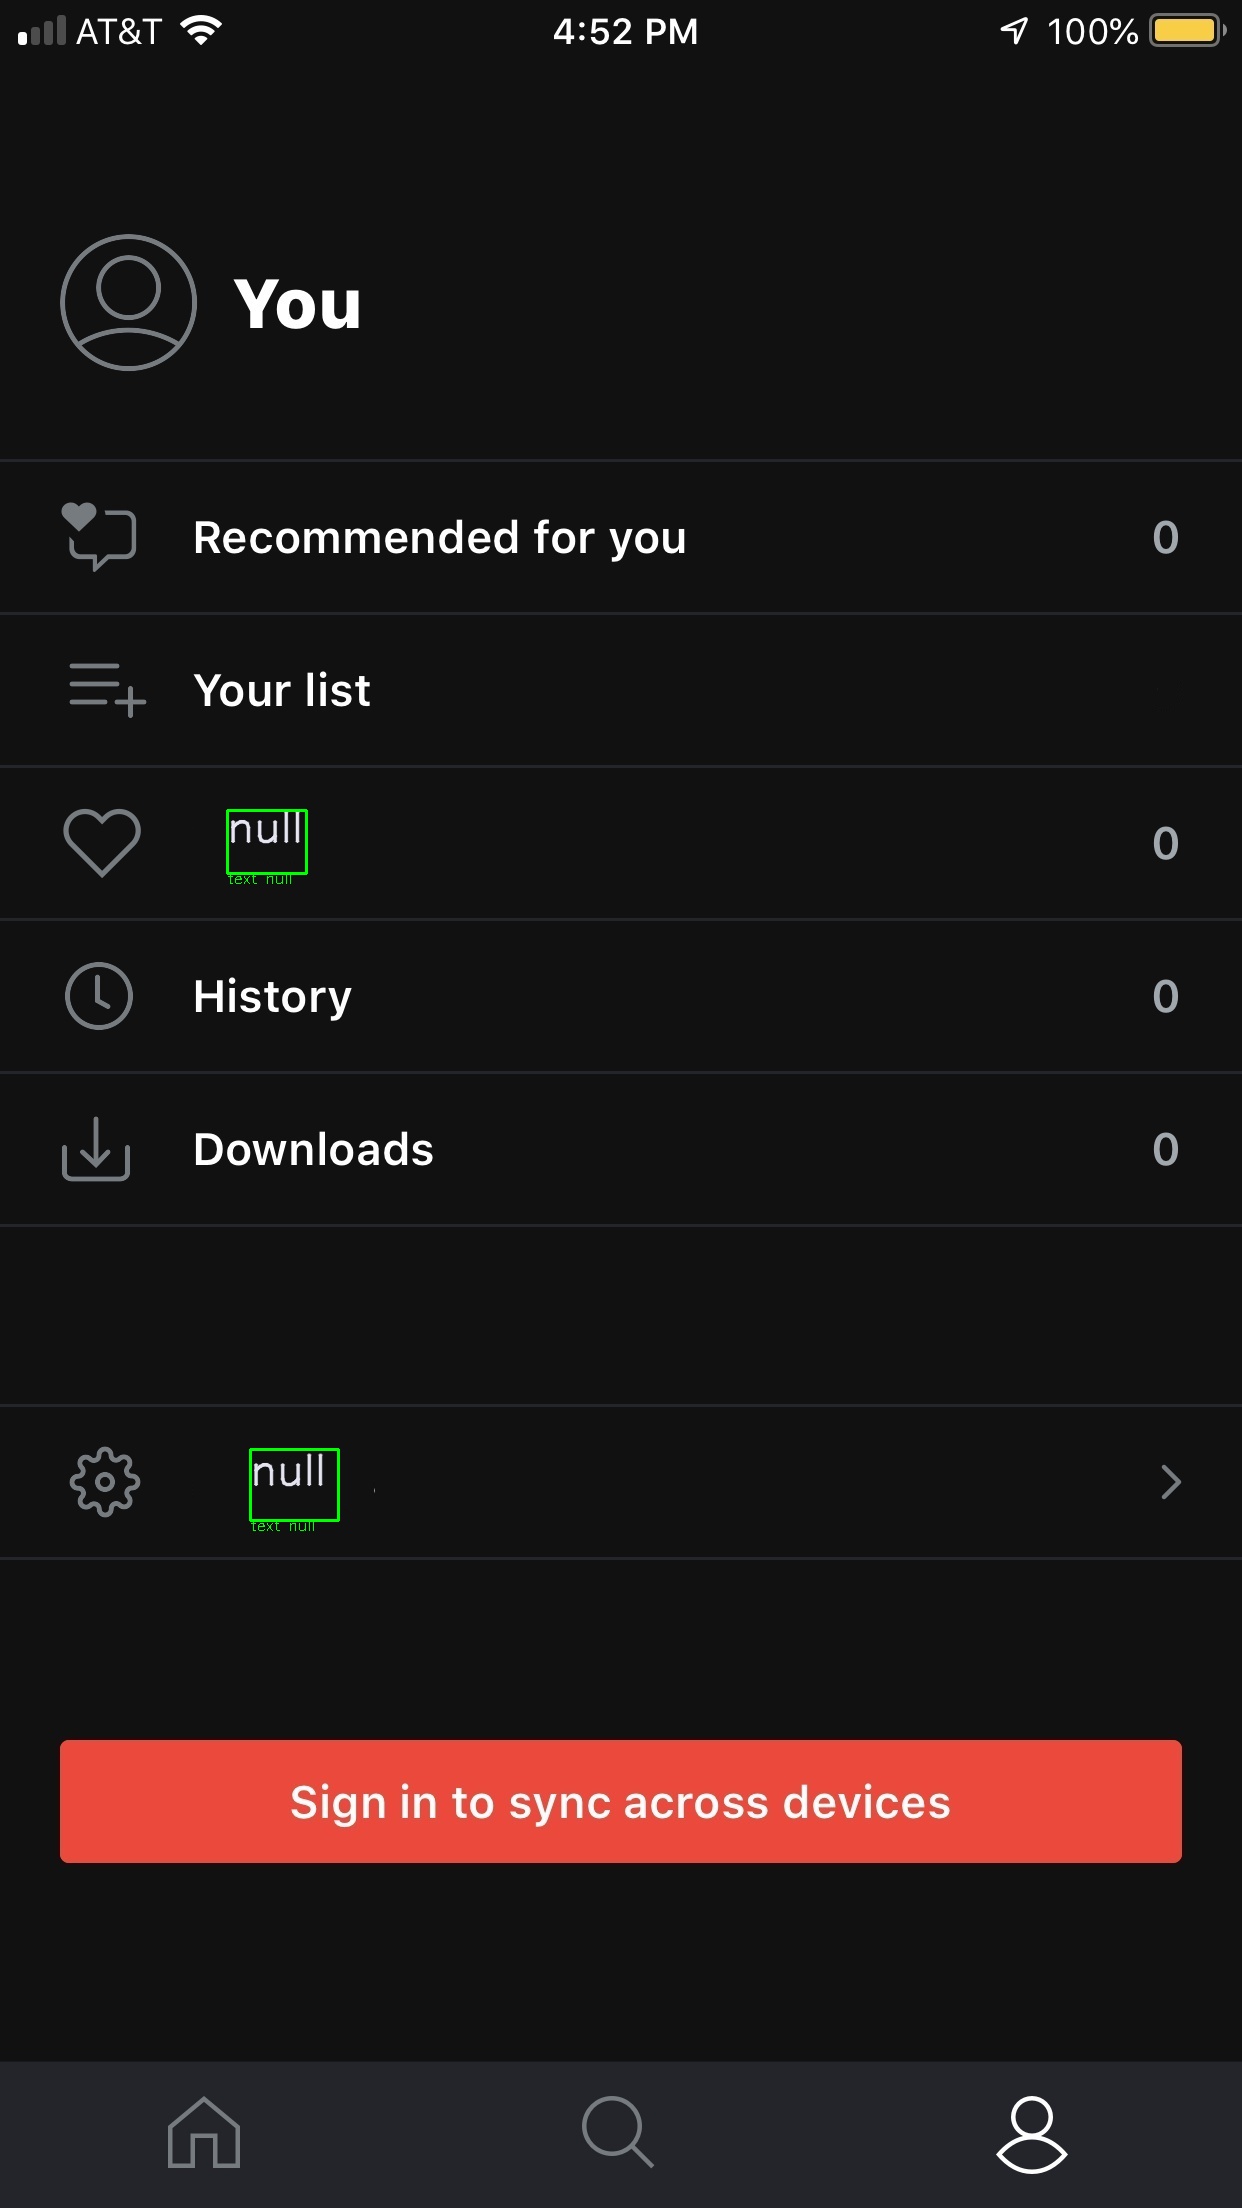 AT&T
4:52 PM
100%
You
Recommended for you 0
Your list
null 0
text null
History 0
Downloads 0
null
text null
Sign in to sync across devices